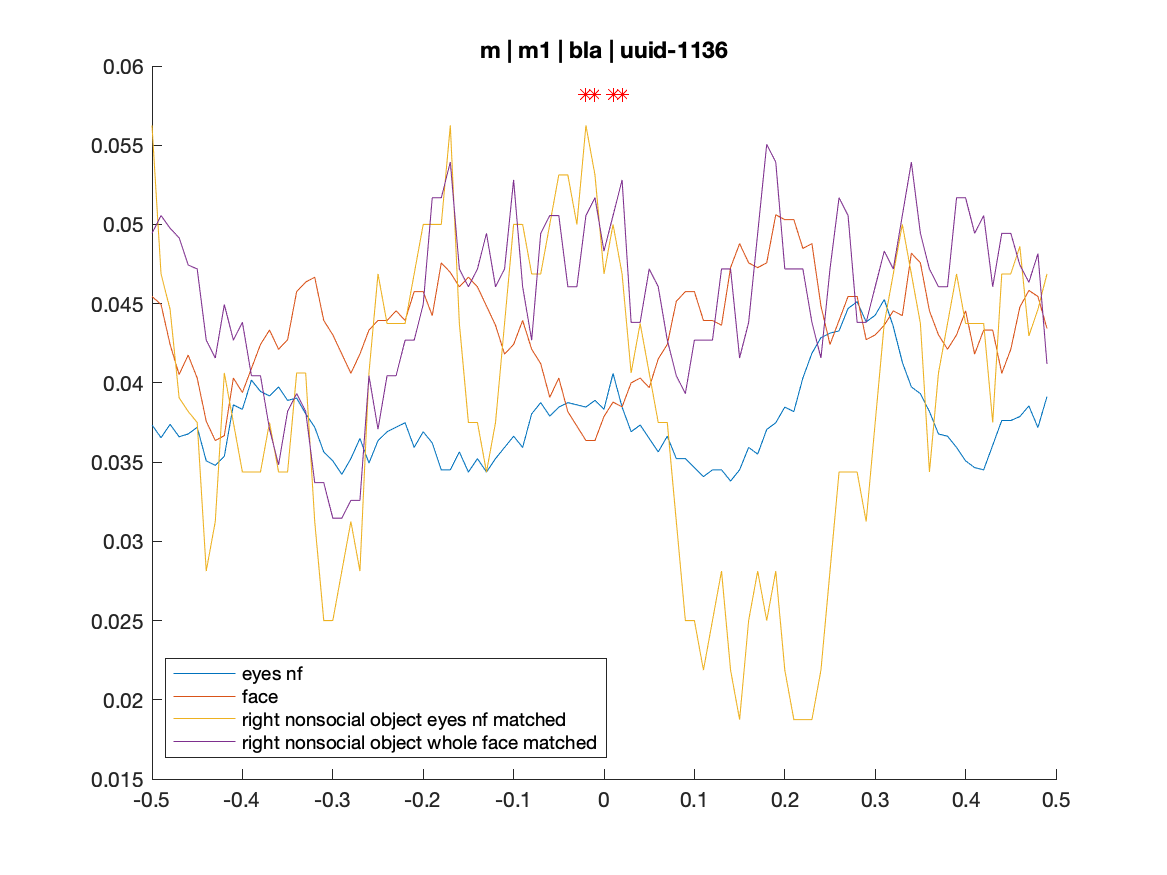 m | m1 | bla | uuid-1136
0.06
0.055
0.05
0.045
0.04
0.035
0.03
0.025
0.02
0.015
eyes nf
face
right nonsocial object eyes nf matched
right nonsocial object whole face matched
-0.5 -0.4 -0.3 -0.2 -0.1 0 0.1 0.2 0.3 0.4 0.5